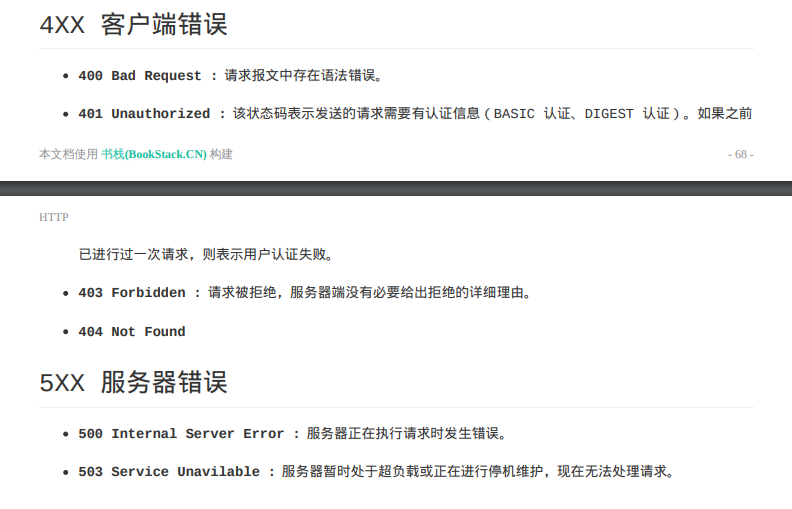 4XX 客户端错误
• 400 Bad Request : 请求报文中存在语法错误。
• 401 Unauthorized : 该状态码表示发送的请求需要有认证信息（BASIC 认证、DIGEST 认证）。如果之前
本文档使用 书栈(BookStack.CN) 构建 - 68 -
HTTP
已进行过一次请求，则表示用户认证失败。
• 403 Forbidden : 请求被拒绝，服务器端没有必要给出拒绝的详细理由。
• 404 Not Found
5XX 服务器错误
• 500 Internal Server Error : 服务器正在执行请求时发生错误。
• 503 Service Unavilable : 服务器暂时处于超负载或正在进行停机维护，现在无法处理请求。